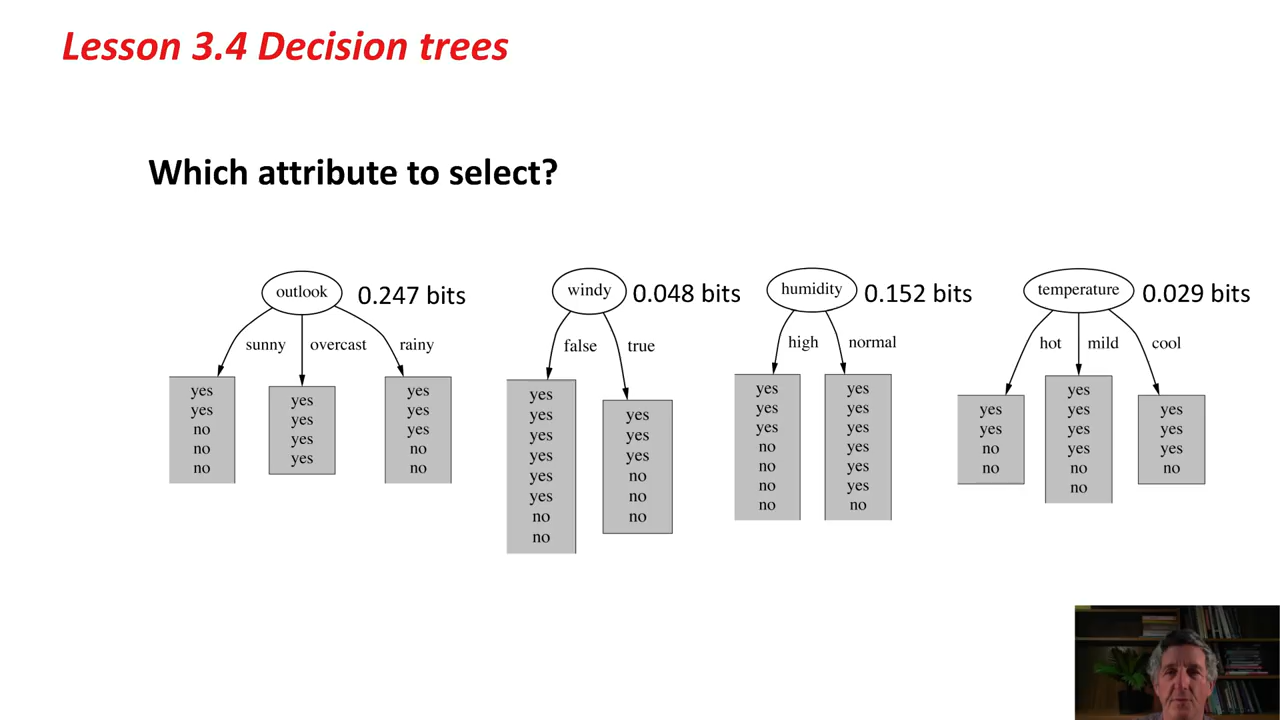 Lesson 3.4 Decision trees
Which attribute to select?
outlook 0.247 bits
sunny overcast rainy
yes
yes
no
no
no
yes
yes
yes
yes
yes
yes
yes
no
no
windy 0.048 bits
false true
yes
yes
yes
yes
yes
yes
no
no
yes
yes
yes
no
no
no
humidity 0.152 bits
high normal
yes
yes
yes
no
no
no
no
yes
yes
yes
yes
yes
yes
no
temperature 0.029 bits
hot mild cool
yes
yes
no
no
yes
yes
yes
yes
no
no
yes
yes
yes
no